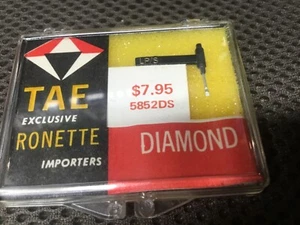 LP/S
$7.95
5852DS
TAE
EXCLUSIVE
RONETTE
IMPORTERS
DIAMOND